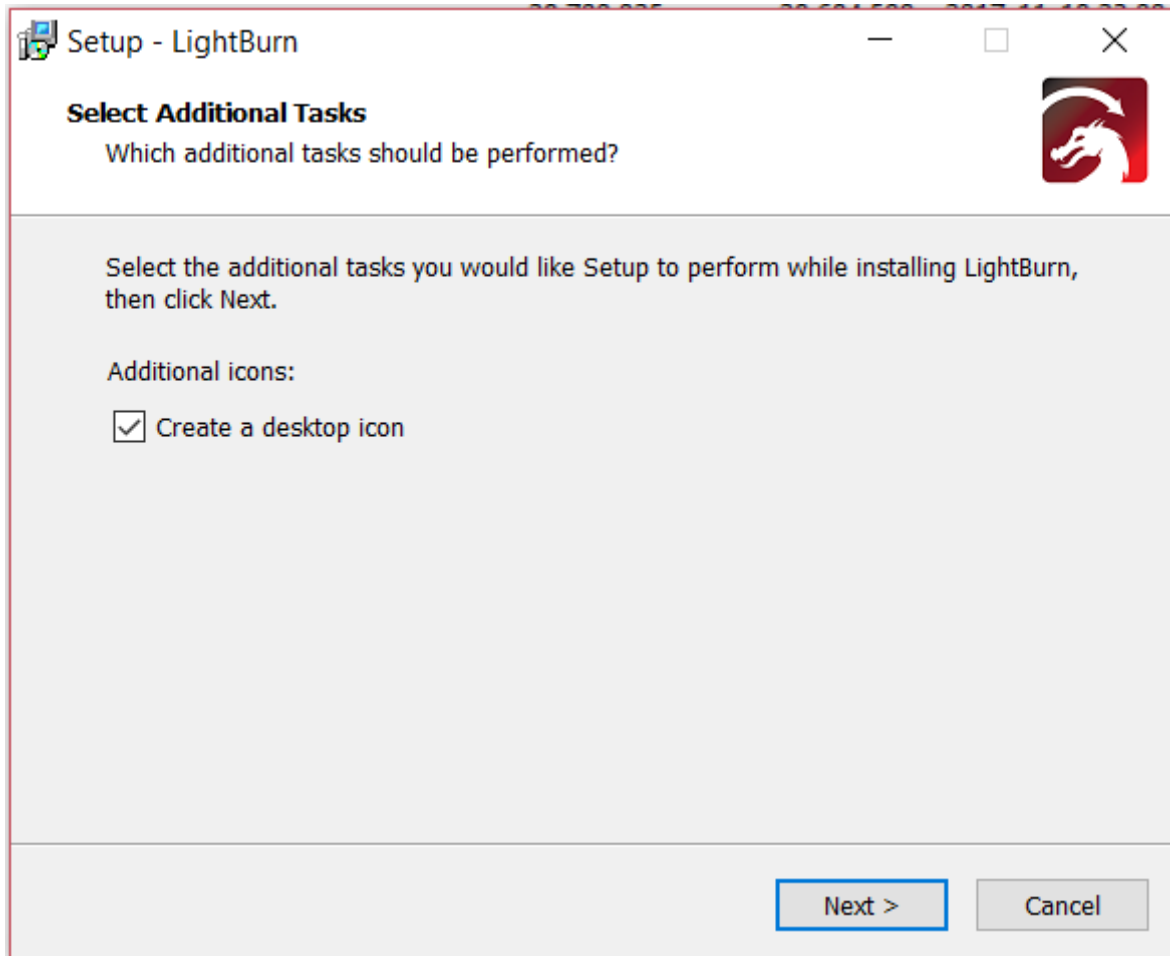 Setup - LightBurn
Select Additional Tasks
Which additional tasks should be performed?
Select the additional tasks you would like Setup to perform while installing LightBurn,
then click Next.
Additional icons:
Create a desktop icon
Next >
Cancel